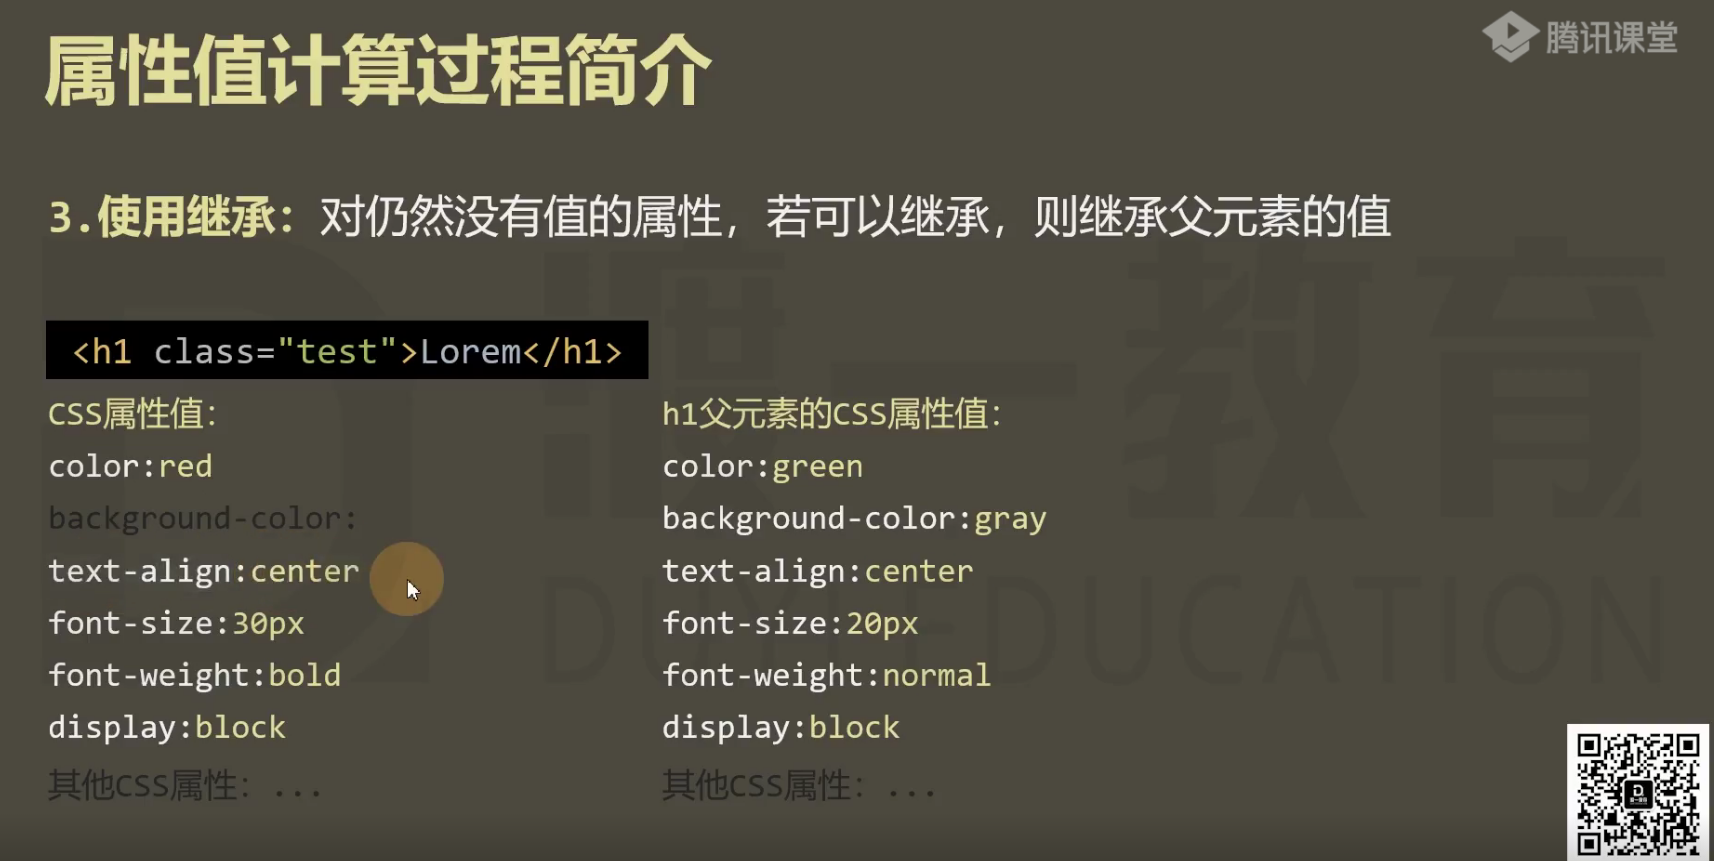 属性值计算过程简介
腾讯课堂
3.使用继承：对仍然没有值的属性，若可以继承，则继承父元素的值
<h1 class="test">Lorem</h1>
CSS属性值：
color:red
background-color:
text-align:center
font-size:30px
font-weight:bold
display:block
其他CSS属性：...
h1父元素的CSS属性值：
color:green
background-color:gray
text-align:center
font-size:20px
font-weight:normal
display:block
其他CSS属性：...
渡一教育
DUYI EDUCATION